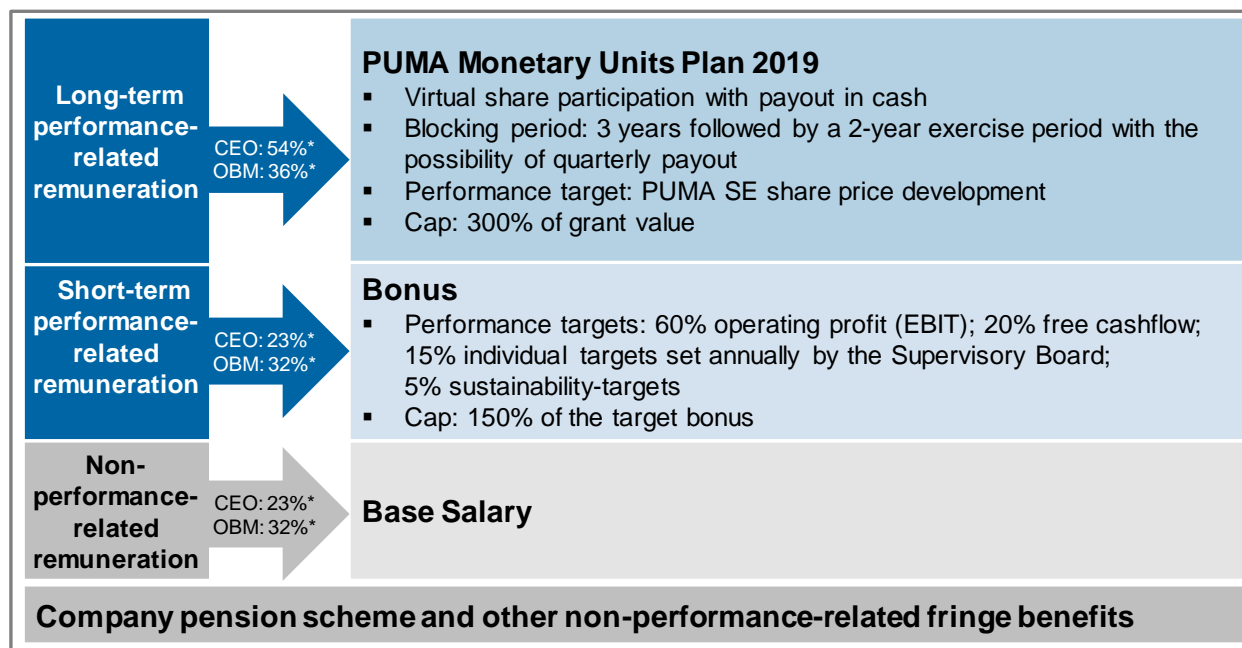 Long-term
performance-
related
remuneration
CEO: 54%*
OBM: 36%*
PUMA Monetary Units Plan 2019
▪ Virtual share participation with payout in cash
▪ Blocking period: 3 years followed by a 2-year exercise period with the
possibility of quarterly payout
▪ Performance target: PUMA SE share price development
▪ Cap: 300% of grant value
Short-term
performance-
related
remuneration
CEO: 23%*
OBM: 32%*
Bonus
▪ Performance targets: 60% operating profit (EBIT); 20% free cashflow;
15% individual targets set annually by the Supervisory Board;
5% sustainability-targets
▪ Cap: 150% of the target bonus
Non-
performance-
related
remuneration
CEO: 23%*
OBM: 32%*
Base Salary
Company pension scheme and other non-performance-related fringe benefits